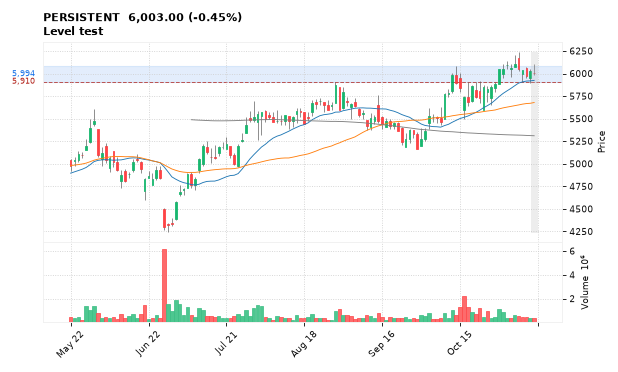 PERSISTENT 6,003.00 (-0.45%)
Level test
6250
6000
5750
5500
5250
5000
4750
4500
4250
5,994
5,910
Price
6
4
2
Volume 10⁶
May 22
Jun 22
Jul 21
Aug 18
Sep 16
Oct 15